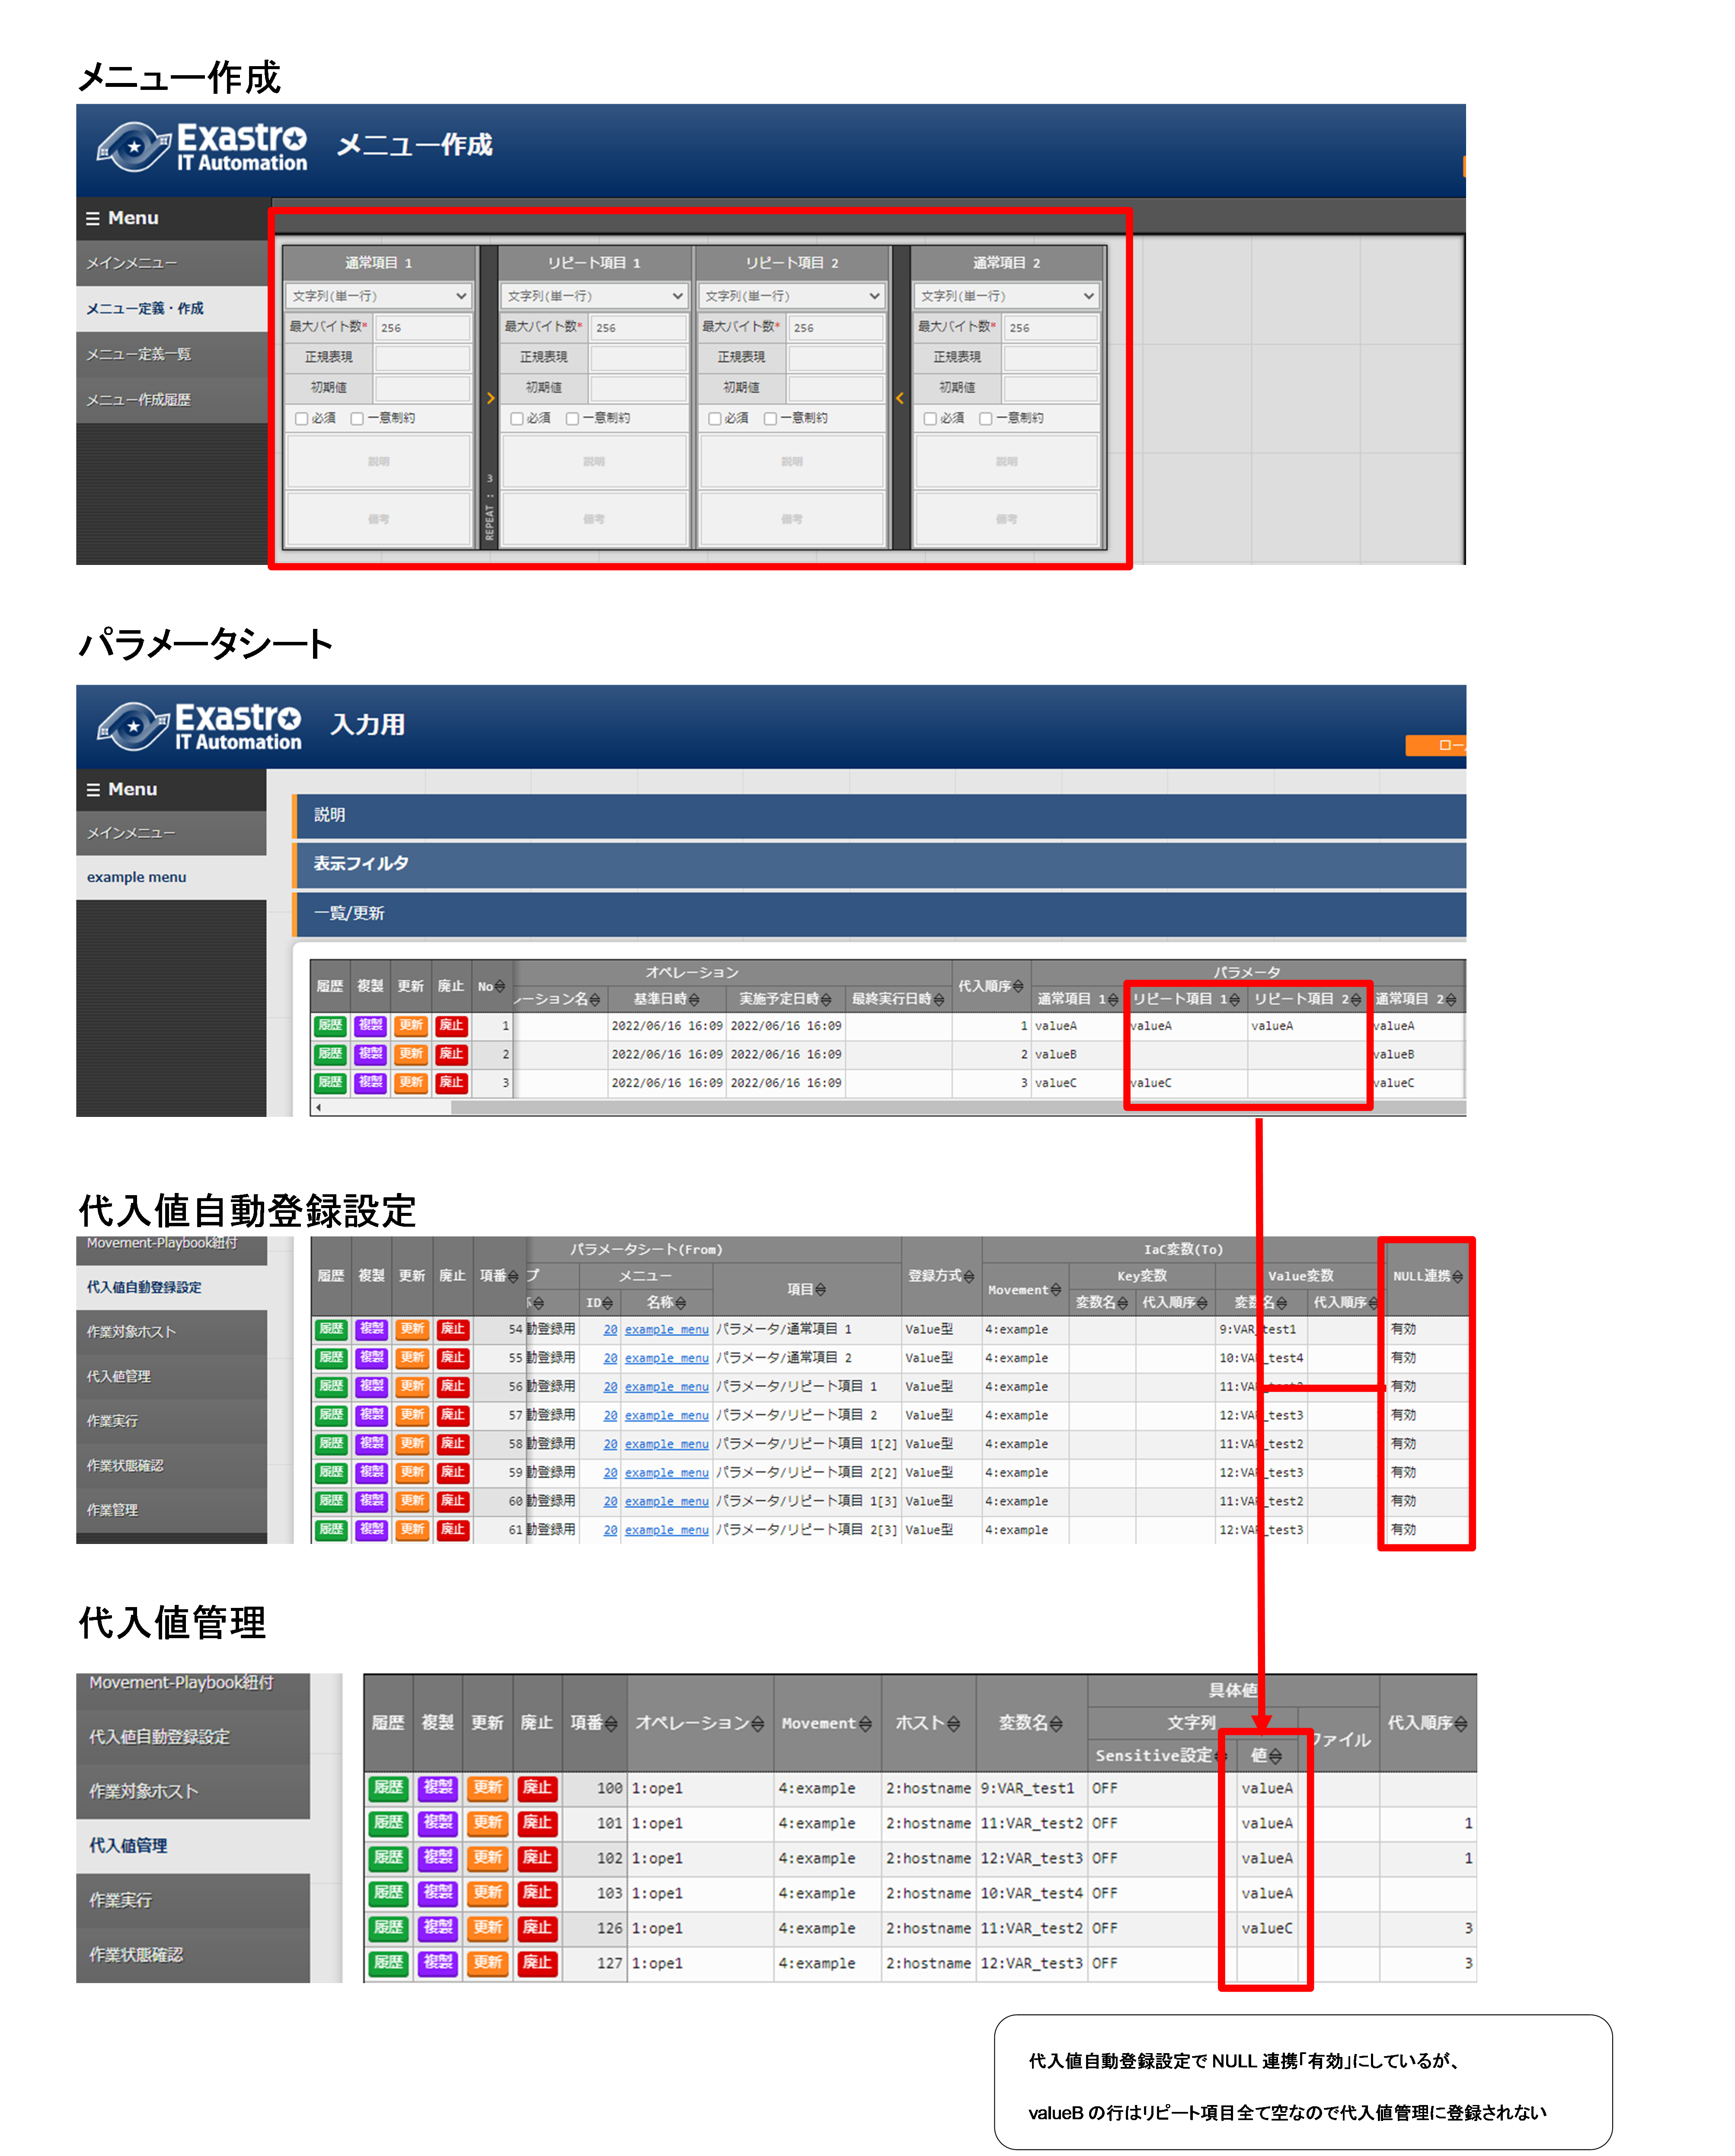 メニュー作成
Exastro
IT Automation
メニュー作成
Menu
メインメニュー
メニュー定義・作成
メニュー定義一覧
メニュー作成履歴
通常項目 1 リピート項目 1 リピート項目 2 通常項目 2
文字列(単一行) 文字列(単一行) 文字列(単一行) 文字列(単一行)
最大バイト数* 256 最大バイト数* 256 最大バイト数* 256 最大バイト数* 256
正規表現 正規表現 正規表現 正規表現
初期値 初期値 初期値 初期値
必須 一意制約 必須 一意制約 必須 一意制約 必須 一意制約
説明 説明 説明 説明
備考 備考 備考 備考
REPEAT : 3
パラメータシート
Exastro
IT Automation
入力用
Menu
メインメニュー
example menu
説明
表示フィルタ
一覧/更新
オペレーション パラメータ
履歴 複製 更新 廃止 No 代入順序
ーション名 基準日時 実施予定日時 最終実行日時 通常項目 1 リピート項目 1 リピート項目 2 通常項目 2
履歴 複製 更新 廃止 1 2022/06/16 16:09 2022/06/16 16:09 1 valueA valueA valueA valueA
履歴 複製 更新 廃止 2 2022/06/16 16:09 2022/06/16 16:09 2 valueB valueB
履歴 複製 更新 廃止 3 2022/06/16 16:09 2022/06/16 16:09 3 valueC valueC valueC
代入値自動登録設定
Movement-Playbook紐付
代入値自動登録設定
作業対象ホスト
代入値管理
作業実行
作業状態確認
作業管理
パラメータシート(From) IaC変数(To)
履歴 複製 更新 廃止 項番 プ メニュー 項目 登録方式 Movement Key変数 Value変数 NULL連携
ID 名称 変数名 代入順序 変数名 代入順序
履歴 複製 更新 廃止 54 動登録用 20 example menu パラメータ/通常項目 1 Value型 4:example 9:VAR_test1 有効
履歴 複製 更新 廃止 55 動登録用 20 example menu パラメータ/通常項目 2 Value型 4:example 10:VAR_test4 有効
履歴 複製 更新 廃止 56 動登録用 20 example menu パラメータ/リピート項目 1 Value型 4:example 11:VAR_test2 有効
履歴 複製 更新 廃止 57 動登録用 20 example menu パラメータ/リピート項目 2 Value型 4:example 12:VAR_test3 有効
履歴 複製 更新 廃止 58 動登録用 20 example menu パラメータ/リピート項目 1[2] Value型 4:example 11:VAR_test2 有効
履歴 複製 更新 廃止 59 動登録用 20 example menu パラメータ/リピート項目 2[2] Value型 4:example 12:VAR_test3 有効
履歴 複製 更新 廃止 60 動登録用 20 example menu パラメータ/リピート項目 1[3] Value型 4:example 11:VAR_test2 有効
履歴 複製 更新 廃止 61 動登録用 20 example menu パラメータ/リピート項目 2[3] Value型 4:example 12:VAR_test3 有効
代入値管理
Movement-Playbook紐付
代入値自動登録設定
作業対象ホスト
代入値管理
作業実行
作業状態確認
具体値
履歴 複製 更新 廃止 項番 オペレーション Movement ホスト 変数名 文字列 ファイル 代入順序
Sensitive設定 値
履歴 複製 更新 廃止 100 1:ope1 4:example 2:hostname 9:VAR_test1 OFF valueA
履歴 複製 更新 廃止 101 1:ope1 4:example 2:hostname 11:VAR_test2 OFF valueA 1
履歴 複製 更新 廃止 102 1:ope1 4:example 2:hostname 12:VAR_test3 OFF valueA 1
履歴 複製 更新 廃止 103 1:ope1 4:example 2:hostname 10:VAR_test4 OFF valueA
履歴 複製 更新 廃止 126 1:ope1 4:example 2:hostname 11:VAR_test2 OFF valueC 3
履歴 複製 更新 廃止 127 1:ope1 4:example 2:hostname 12:VAR_test3 OFF 3
代入値自動登録設定で NULL 連携「有効」にしているが、
valueB の行はリピート項目全て空なので代入値管理に登録されない